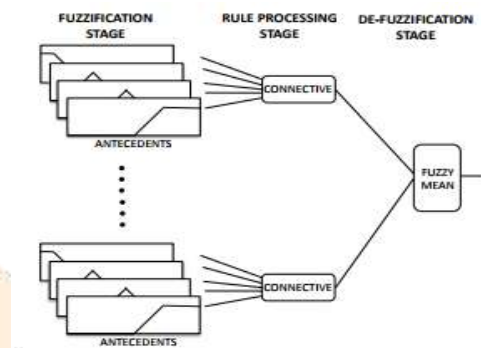 FUZZIFICATION
STAGE
RULE PROCESSING
STAGE
DE-FUZZIFICATION
STAGE
CONNECTIVE
ANTECEDENTS
FUZZY
MEAN
CONNECTIVE
ANTECEDENTS